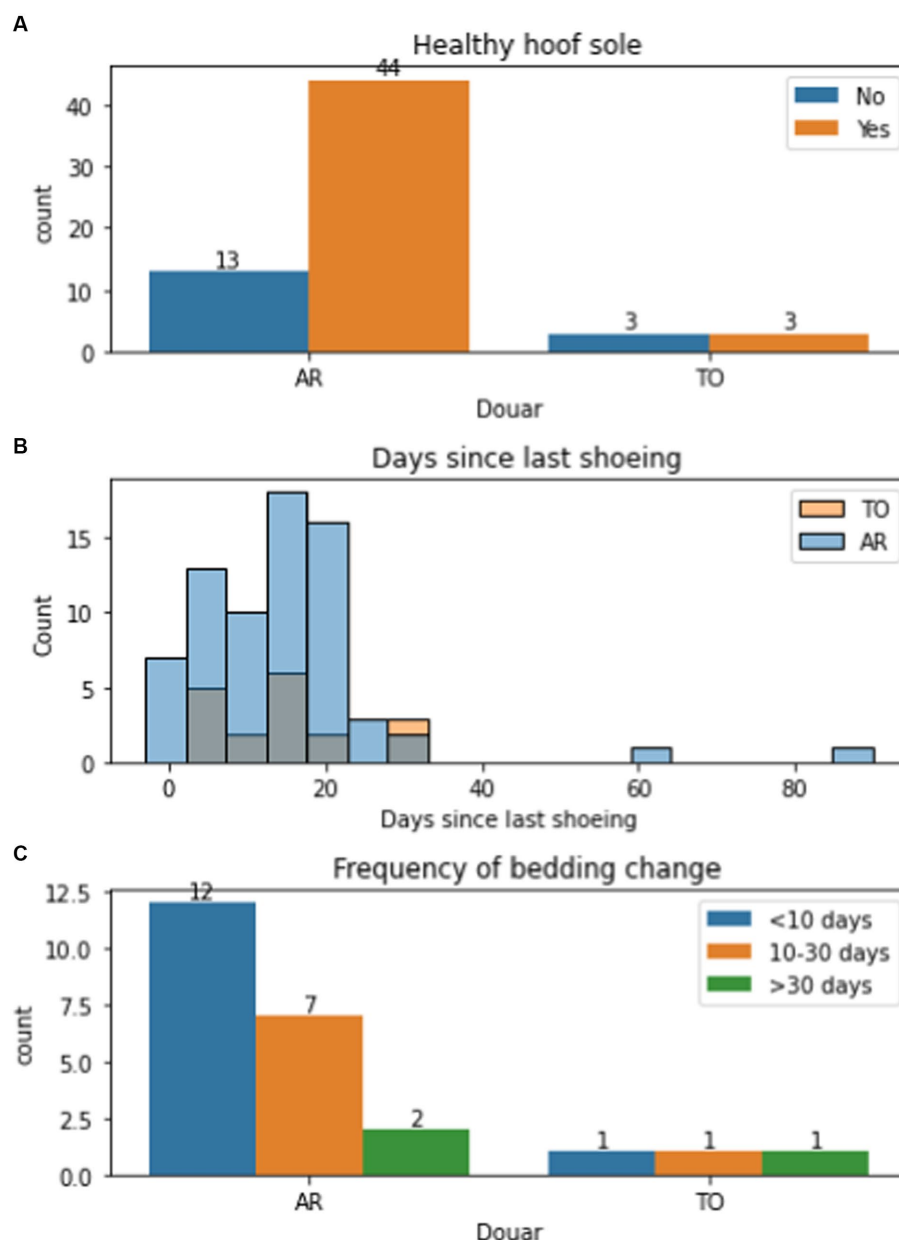 A
Healthy hoof sole
44
No
Yes
40
30
20
13
10
3 3
0
AR TO
count
Douar
B
Days since last shoeing
TO
AR
15
10
5
0
Count
0 20 40 60 80
Days since last shoeing
C
Frequency of bedding change
12.5
12
<10 days
10-30 days
>30 days
10.0
7.5
7
5.0
2.5
2
1 1 1
0.0
count
AR TO
Douar